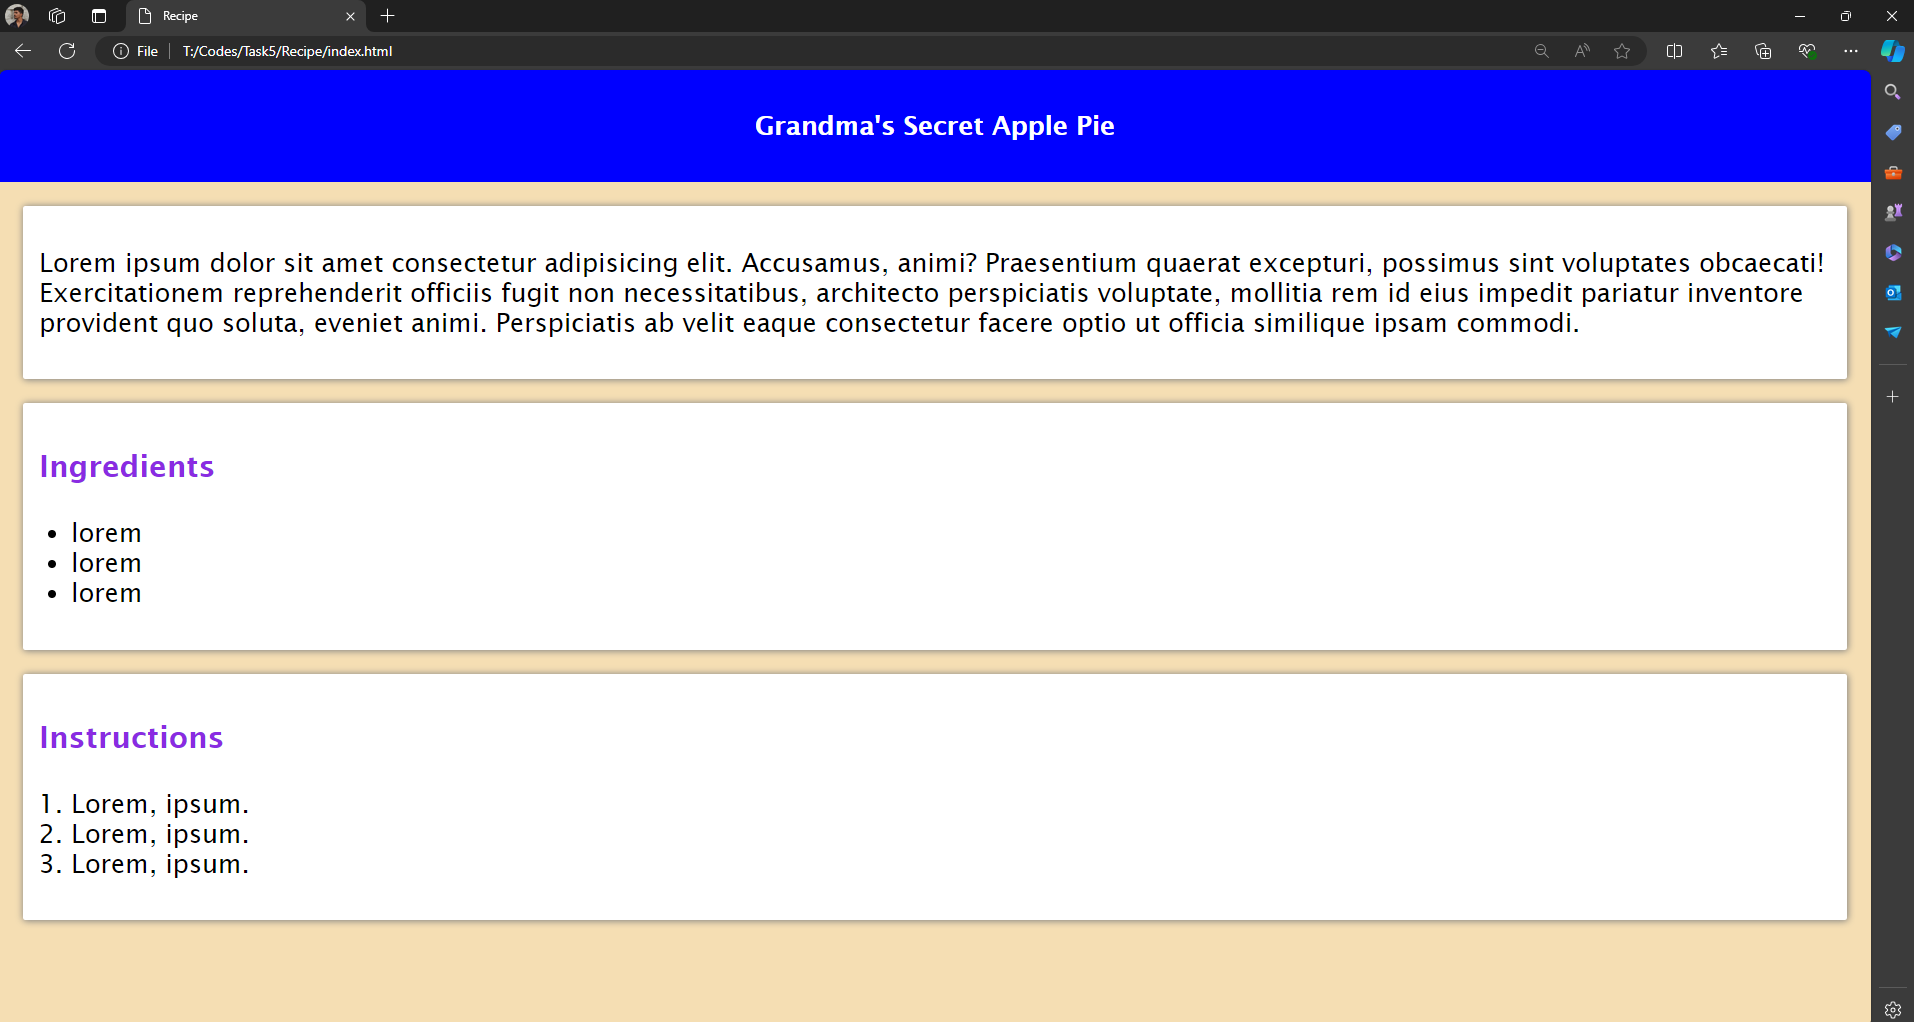 Recipe
File
T:/Codes/Task5/Recipe/index.html
Grandma's Secret Apple Pie
Lorem ipsum dolor sit amet consectetur adipisicing elit. Accusamus, animi? Praesentium quaerat excepturi, possimus sint voluptates obcaecati!
Exercitationem reprehenderit officiis fugit non necessitatibus, architecto perspiciatis voluptate, mollitia rem id eius impedit pariatur inventore
provident quo soluta, eveniet animi. Perspiciatis ab velit eaque consectetur facere optio ut officia similique ipsam commodi.
Ingredients
• lorem
• lorem
• lorem
Instructions
1. Lorem, ipsum.
2. Lorem, ipsum.
3. Lorem, ipsum.